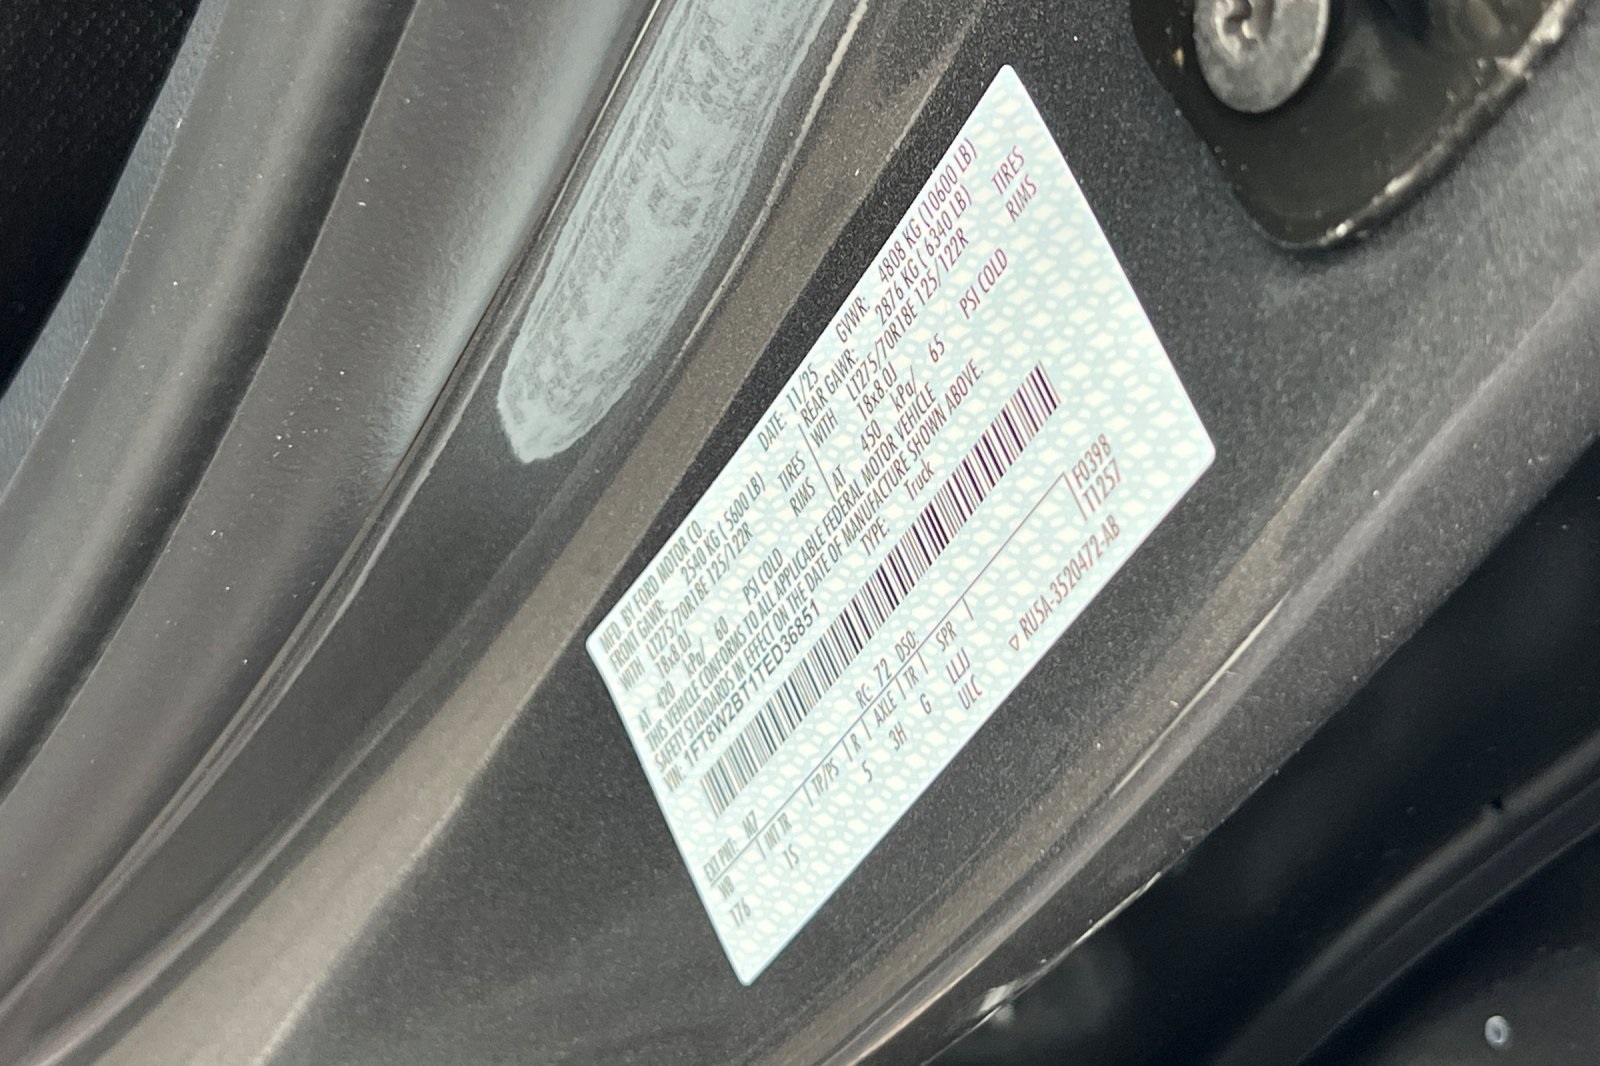 MFD. BY FORD MOTOR CO.
DATE: 11/25 GVWR: 4808 KG (10600 LB)
FRONT GAWR: 2540 KG ( 5600 LB) REAR GAWR: 2876 KG ( 6340 LB)
WITH LT275/70R18E 125/122R TIRES WITH LT275/70R18E 125/122R TIRES
18x8.0J RIMS 18x8.0J RIMS
AT 420 kPa/ 60 PSI COLD AT 450 kPa/ 65 PSI COLD
THIS VEHICLE CONFORMS TO ALL APPLICABLE FEDERAL MOTOR VEHICLE
SAFETY STANDARDS IN EFFECT ON THE DATE OF MANUFACTURE SHOWN ABOVE.
VIN: 1FT8W2BT1TED36851 TYPE: Truck
F0398
T1257
EXT PNT: M7 RC: 72 DSO:
WB INT TR TP/PS R AXLE TR SPR
176 1S 5 3H G LLIJ
ULC
▽ RU5A-3520472-AB